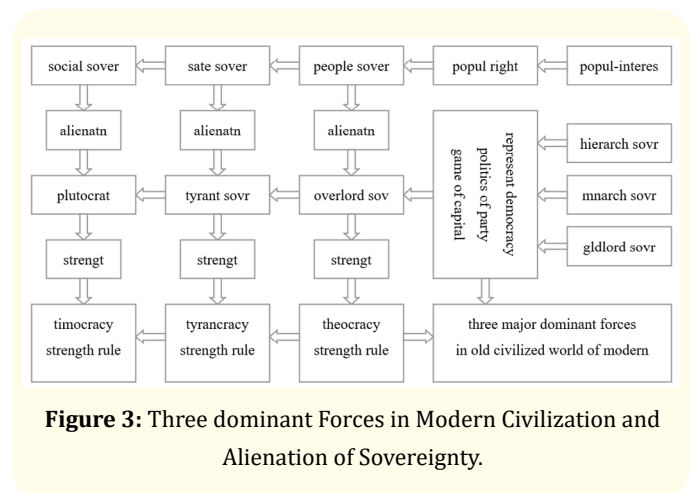 social sover
sate sover
people sover
popul right
popul-interes
alienatn
alienatn
alienatn
represent democracy
politics of party
game of capital
hierarch sovr
plutocrat
tyrant sovr
overlord sov
mnarch sovr
gldlord sovr
strengt
strengt
strengt
timocracy
strength rule
tyrancracy
strength rule
theocracy
strength rule
three major dominant forces
in old civilized world of modern
Figure 3: Three dominant Forces in Modern Civilization and
Alienation of Sovereignty.